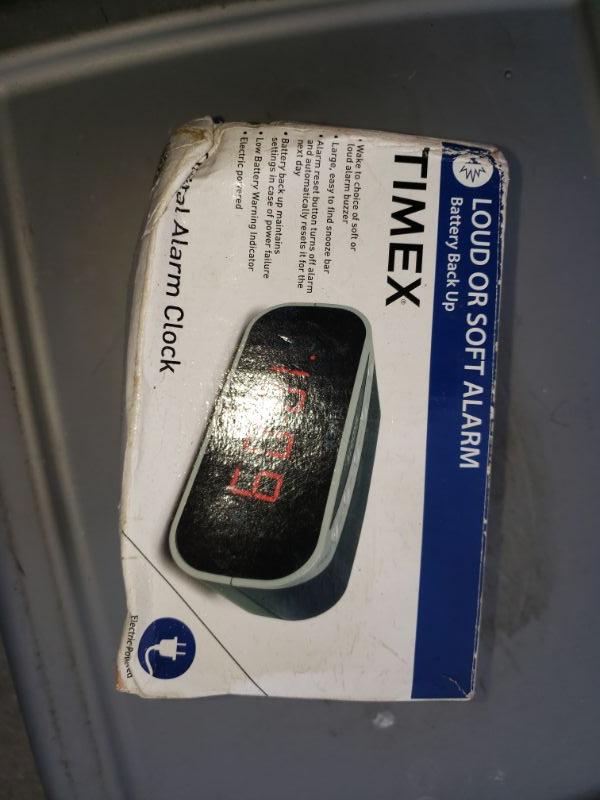 LOUD OR SOFT ALARM
Battery Back Up
TIMEX®
• Wake to choice of soft or
loud alarm buzzer
• Large, easy to find snooze bar
• Alarm reset button turns off alarm
and automatically resets it for the
next day
• Battery back up maintains
settings in case of power failure
• Low Battery Warning Indicator
• Electric powered
Alarm Clock
Electric Powered